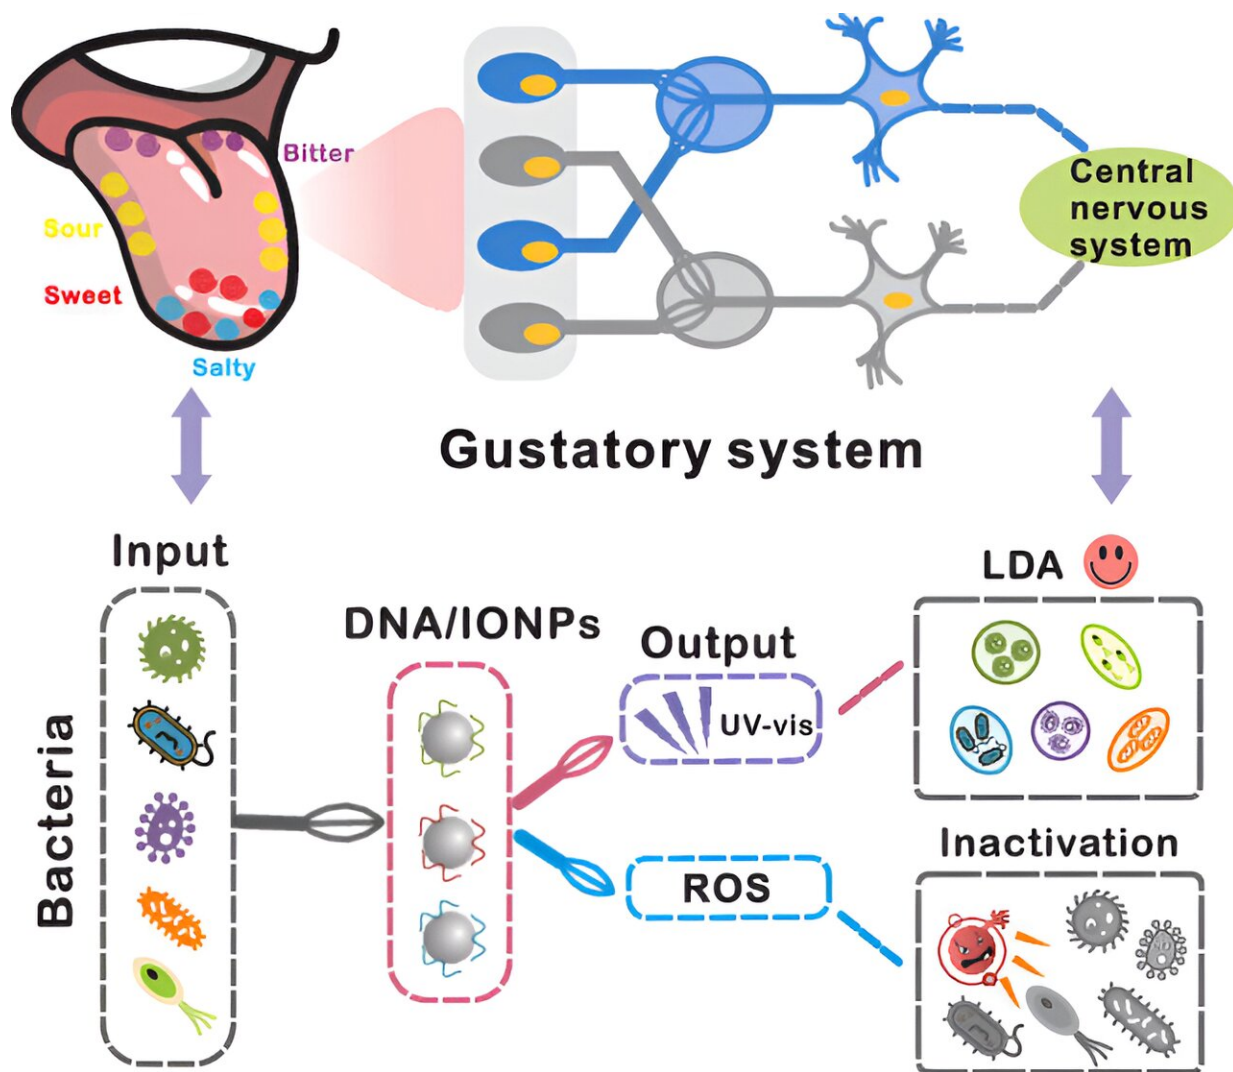 Bitter
Sour
Sweet
Salty
Central
nervous
system
Gustatory system
Input
Bacteria
DNA/IONPs
Output
UV-vis
ROS
LDA
Inactivation